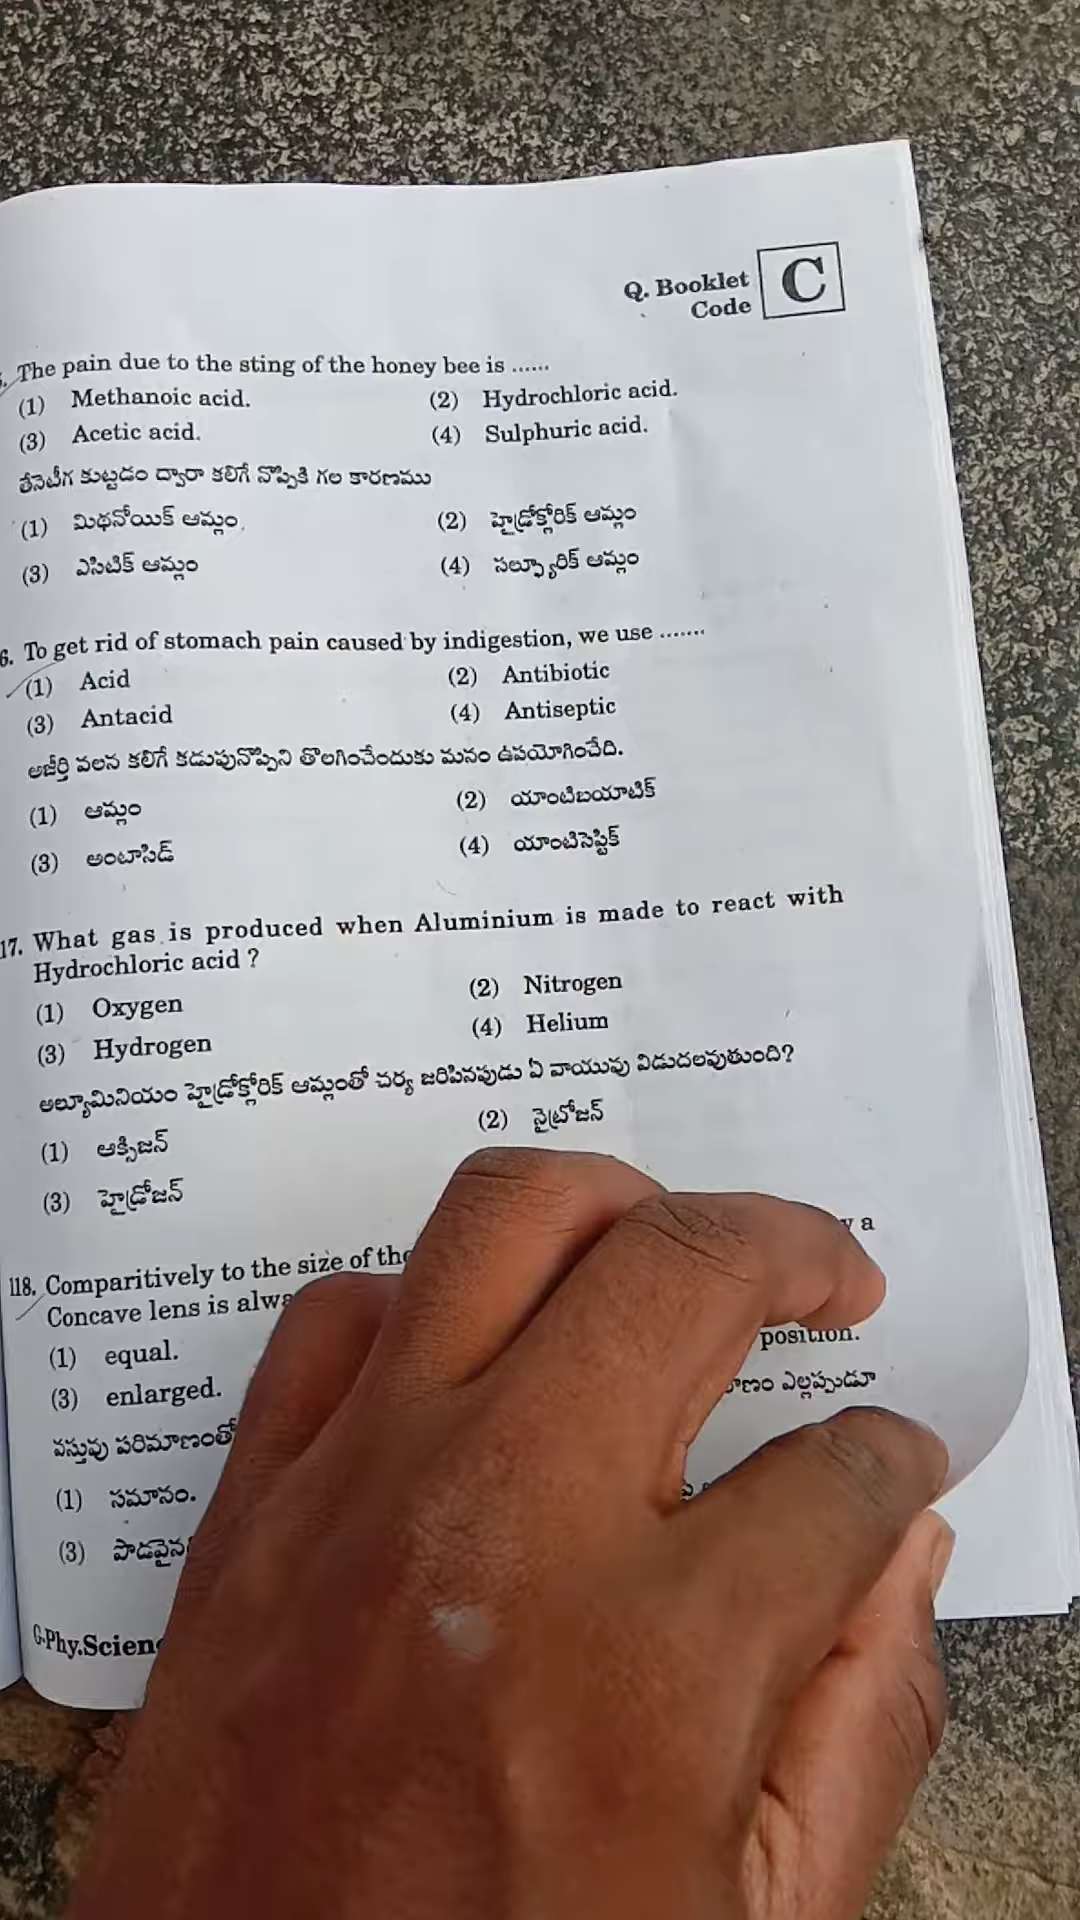 Q. Booklet
Code
C
The pain due to the sting of the honey bee is ......
(1) Methanoic acid. (2) Hydrochloric acid.
(3) Acetic acid. (4) Sulphuric acid.
తేనెటీగ కుట్టడం ద్వారా కలిగే నొప్పికి గల కారణము
(1) మిథనోయిక్ ఆమ్లం. (2) హైడ్రోక్లోరిక్ ఆమ్లం
(3) ఎసిటిక్ ఆమ్లం (4) సల్ఫ్యూరిక్ ఆమ్లం
6. To get rid of stomach pain caused by indigestion, we use .......
(1) Acid (2) Antibiotic
(3) Antacid (4) Antiseptic
అజీర్తి వలన కలిగే కడుపునొప్పిని తొలగించేందుకు మనం ఉపయోగించేది.
(1) ఆమ్లం (2) యాంటిబయాటిక్
(3) అంటాసిడ్ (4) యాంటిసెప్టిక్
17. What gas is produced when Aluminium is made to react with
Hydrochloric acid ?
(1) Oxygen (2) Nitrogen
(3) Hydrogen (4) Helium
అల్యూమినియం హైడ్రోక్లోరిక్ ఆమ్లంతో చర్య జరిపినపుడు ఏ వాయువు విడుదలవుతుంది?
(1) ఆక్సిజన్ (2) నైట్రోజన్
(3) హైడ్రోజన్
118. Comparitively to the size of the a
Concave lens is
(1) equal. position.
(3) enlarged.
వస్తువు పరిమాణంతో ఎల్లప్పుడూ
(1) సమానం.
(3)